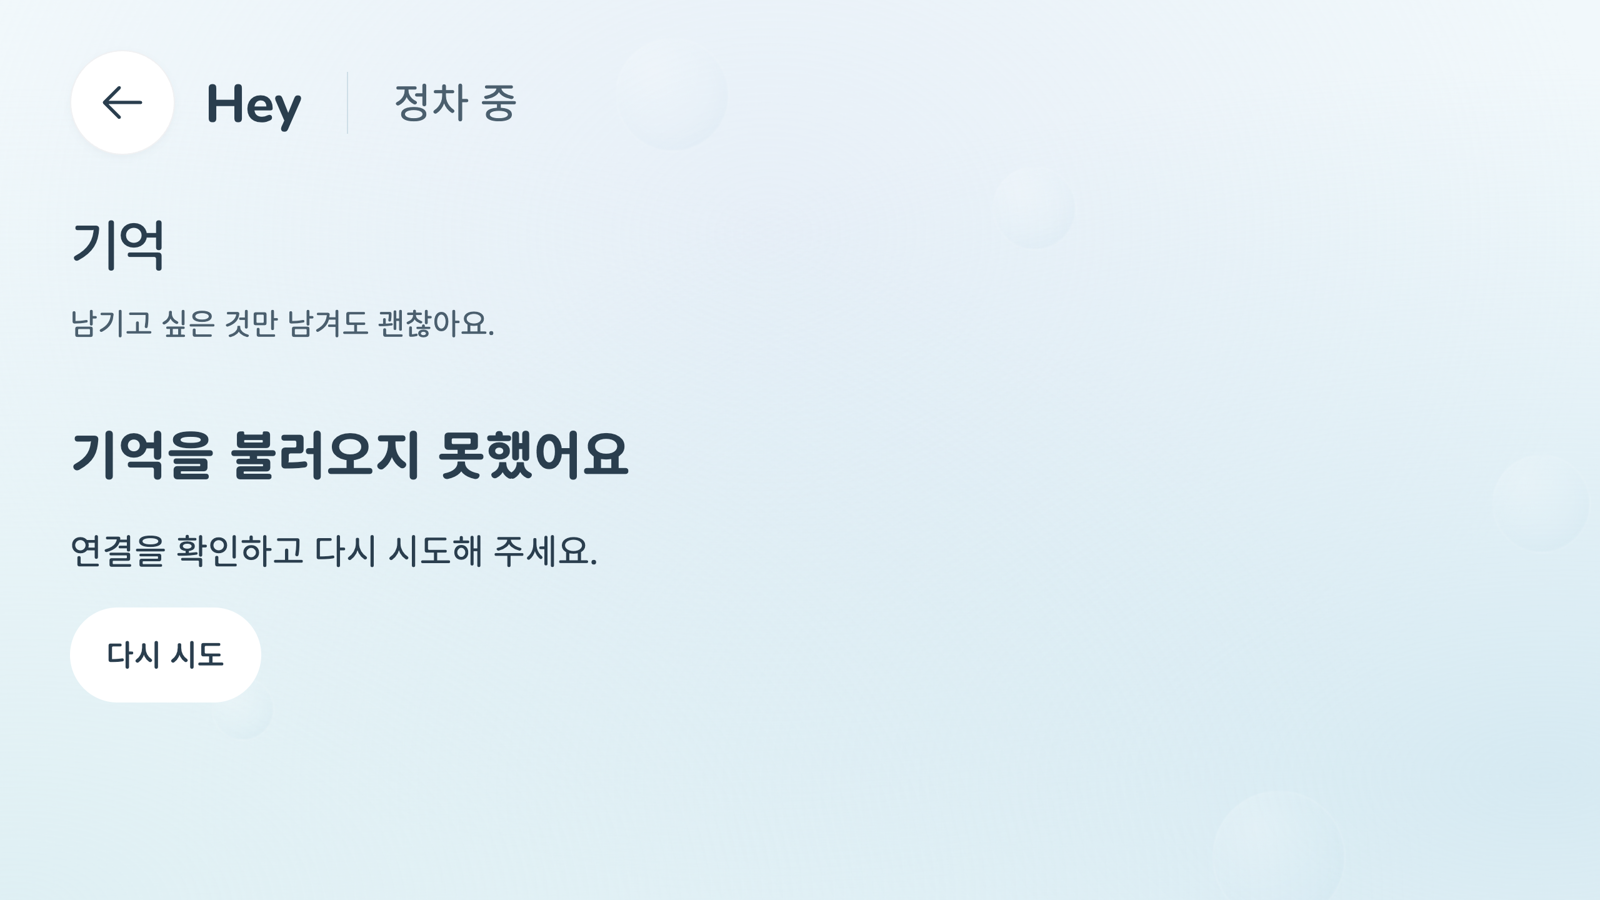 Hey
정차 중
기억
남기고 싶은 것만 남겨도 괜찮아요.
기억을 불러오지 못했어요
연결을 확인하고 다시 시도해 주세요.
다시 시도